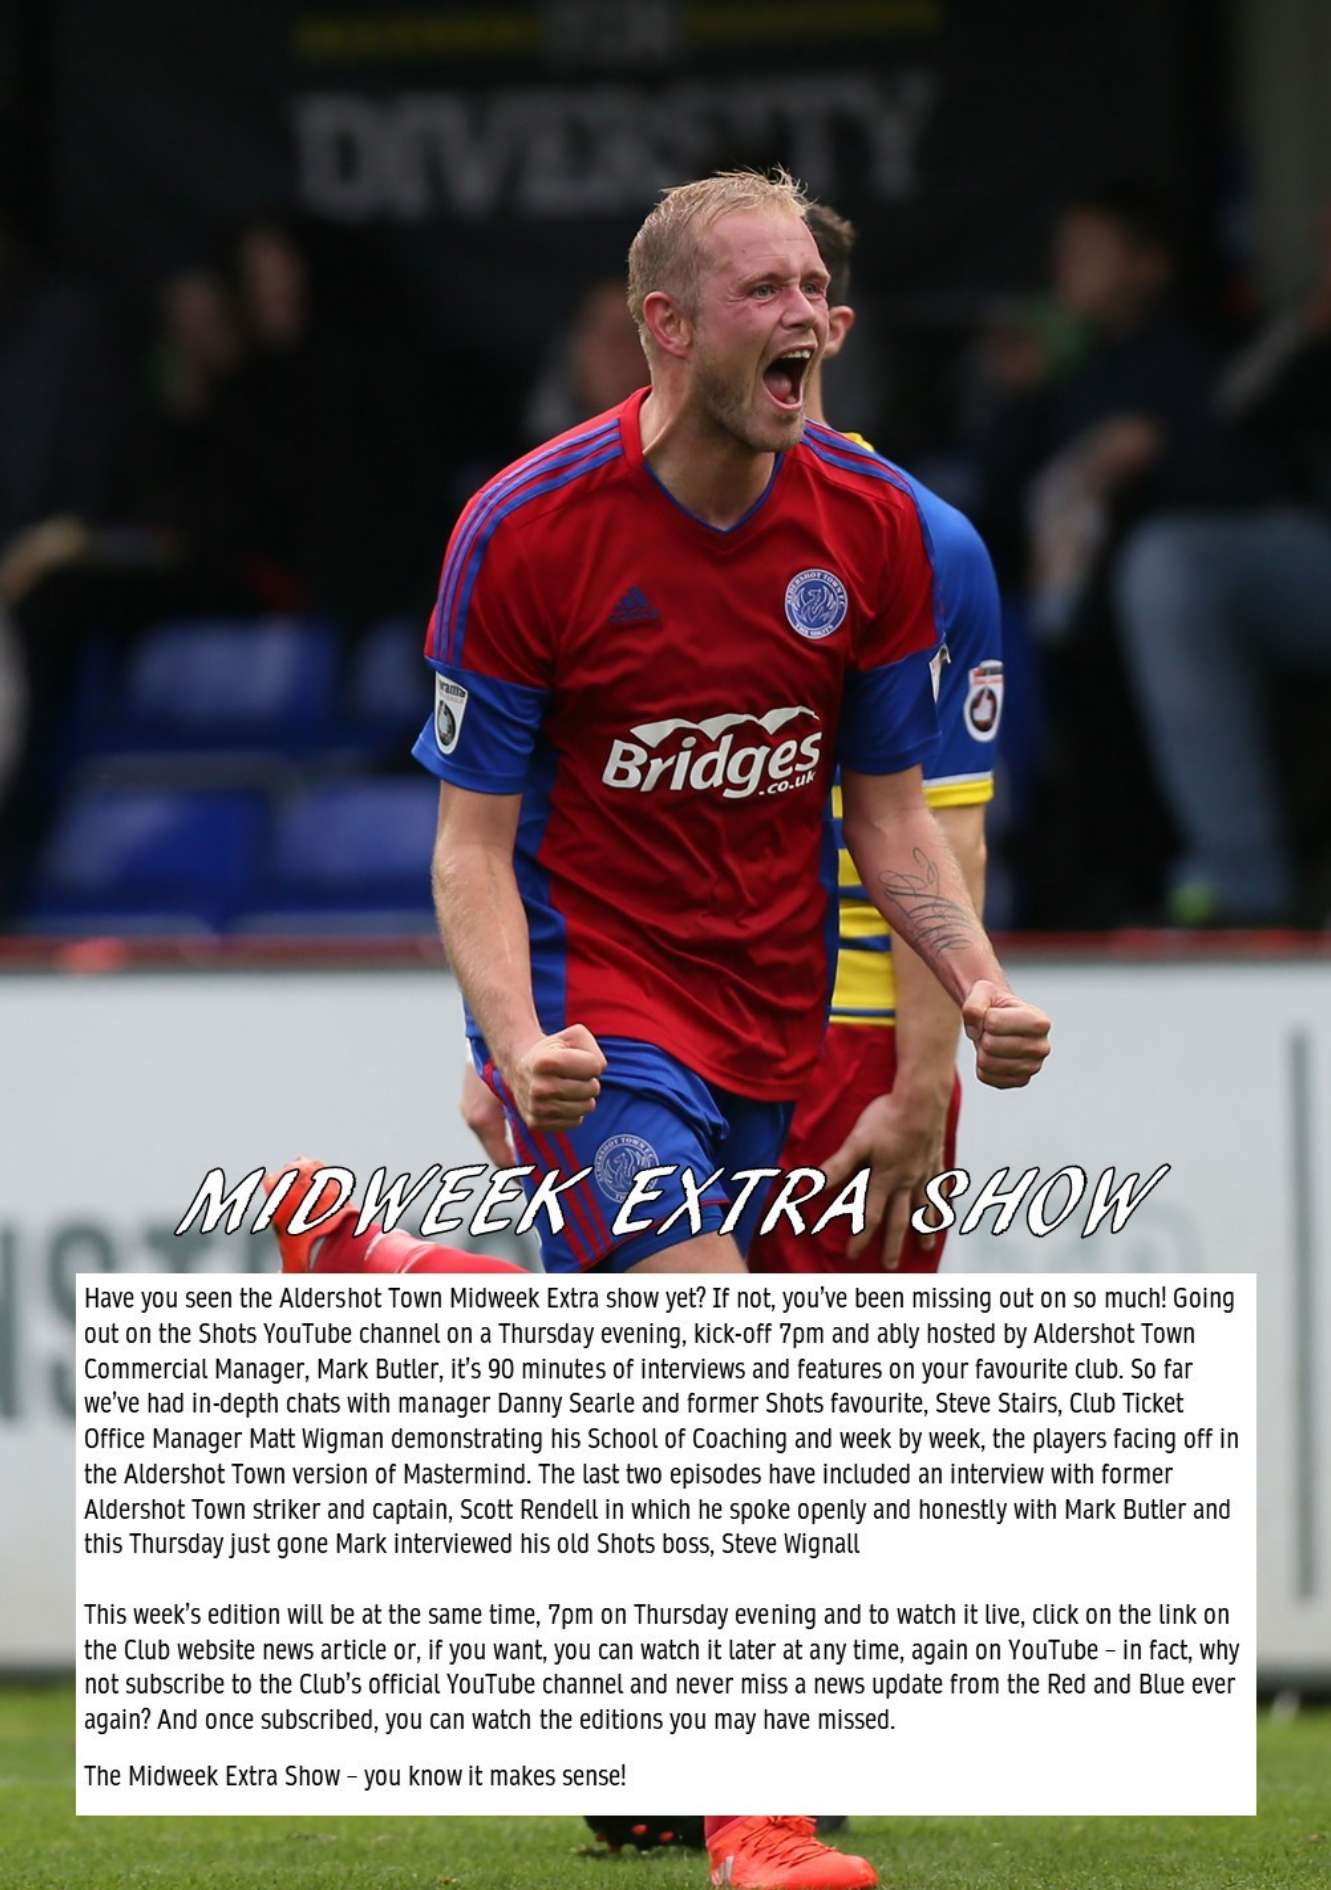 DIVERSITY
ALDERSHOT TOWN F.C.
THE SHOTS
Bridges
.co.uk
MIDWEEK EXTRA SHOW
Have you seen the Aldershot Town Midweek Extra show yet? If not, you’ve been missing out on so much! Going
out on the Shots YouTube channel on a Thursday evening, kick-off 7pm and ably hosted by Aldershot Town
Commercial Manager, Mark Butler, it’s 90 minutes of interviews and features on your favourite club. So far
we’ve had in-depth chats with manager Danny Searle and former Shots favourite, Steve Stairs, Club Ticket
Office Manager Matt Wigman demonstrating his School of Coaching and week by week, the players facing off in
the Aldershot Town version of Mastermind. The last two episodes have included an interview with former
Aldershot Town striker and captain, Scott Rendell in which he spoke openly and honestly with Mark Butler and
this Thursday just gone Mark interviewed his old Shots boss, Steve Wignall
This week’s edition will be at the same time, 7pm on Thursday evening and to watch it live, click on the link on
the Club website news article or, if you want, you can watch it later at any time, again on YouTube – in fact, why
not subscribe to the Club’s official YouTube channel and never miss a news update from the Red and Blue ever
again? And once subscribed, you can watch the editions you may have missed.
The Midweek Extra Show – you know it makes sense!